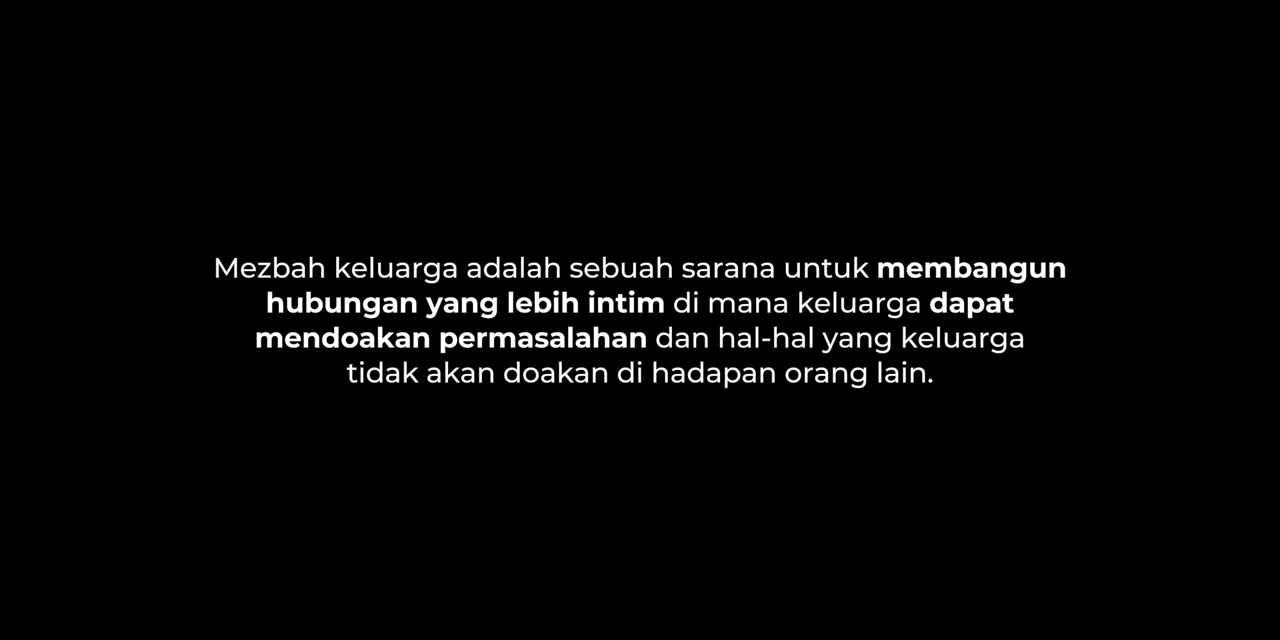 Mezbah keluarga adalah sebuah sarana untuk membangun
hubungan yang lebih intim di mana keluarga dapat
mendoakan permasalahan dan hal-hal yang keluarga
tidak akan doakan di hadapan orang lain.